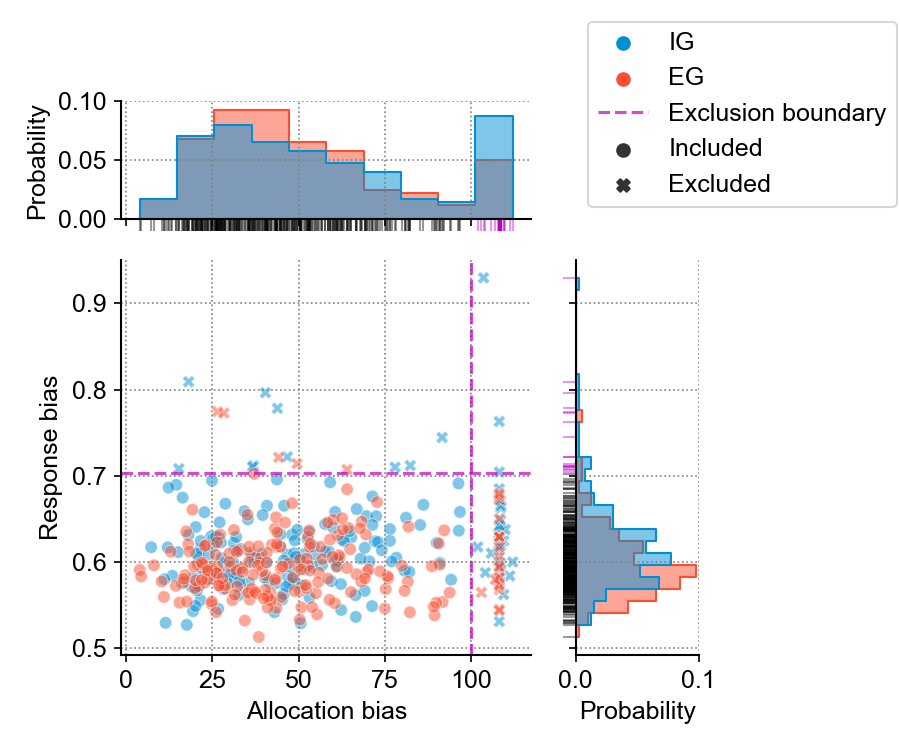 IG
EG
Exclusion boundary
Included
Excluded
Probability
0.10
0.05
0.00
Response bias
0.9
0.8
0.7
0.6
0.5
0 25 50 75 100
Allocation bias
0.0 0.1
Probability